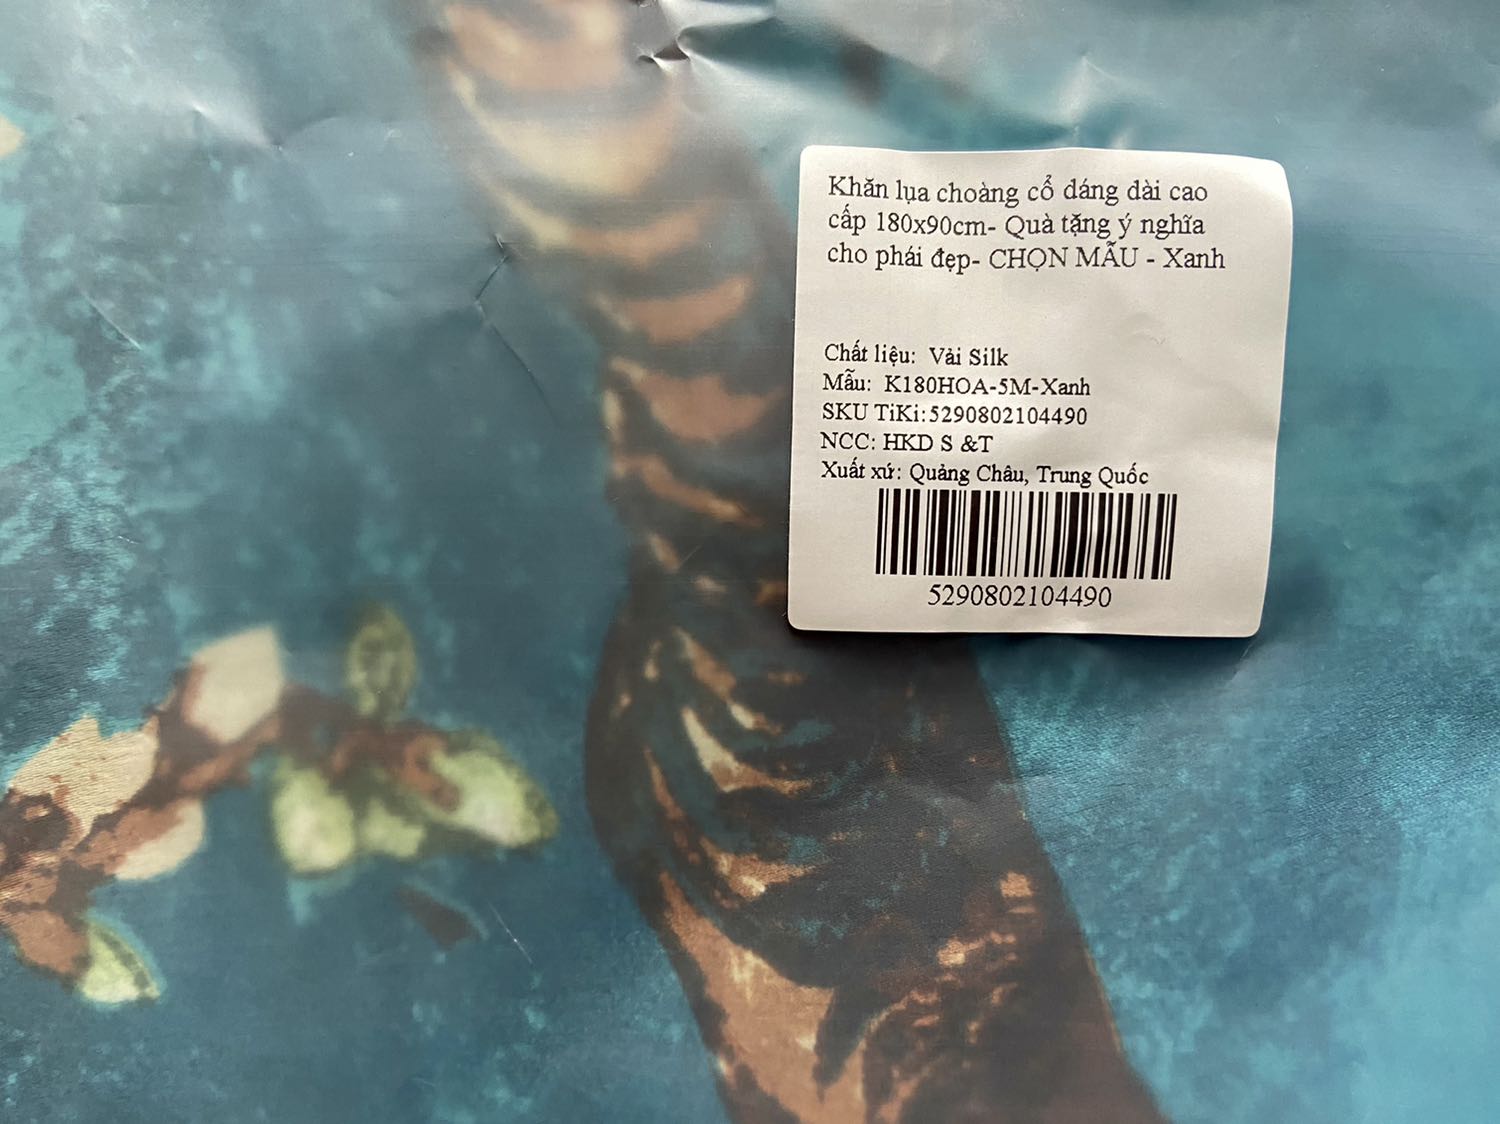 Khăn lụa choàng cổ dáng dài cao
cấp 180x90cm- Quà tặng ý nghĩa
cho phái đẹp- CHỌN MẪU - Xanh
Chất liệu: Vải Silk
Mẫu: K180HOA-5M-Xanh
SKU TiKi:5290802104490
NCC: HKD S &T
Xuất xứ: Quảng Châu, Trung Quốc
5290802104490